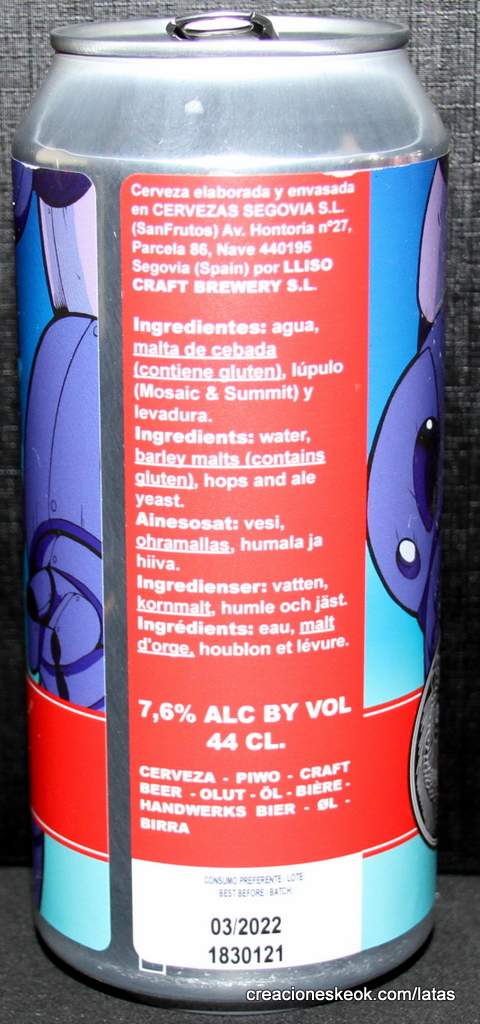 Cerveza elaborada y envasada
en CERVEZAS SEGOVIA S.L.
(SanFrutos) Av. Hontoria nº27,
Parcela 86, Nave 440195
Segovia (Spain) por LLISO
CRAFT BREWERY S.L.
Ingredientes: agua,
malta de cebada
(contiene gluten), lúpulo
(Mosaic & Summit) y
levadura.
Ingredients: water,
barley malts (contains
gluten), hops and ale
yeast.
Ainesosat: vesi,
ohramallas, humala ja
hiiva.
Ingredienser: vatten,
kornmalt, humle och jäst.
Ingrédients: eau, malt
d'orge, houblon et lévure.
7,6% ALC BY VOL
44 CL.
CERVEZA - PIWO - CRAFT
BEER - OLUT - ÖL - BIÈRE -
HANDWERKS BIER - ØL -
BIRRA
CONSUMO PREFERENTE : LOTE
BEST BEFORE : BATCH
03/2022
1830121
creacioneskeok.com/latas